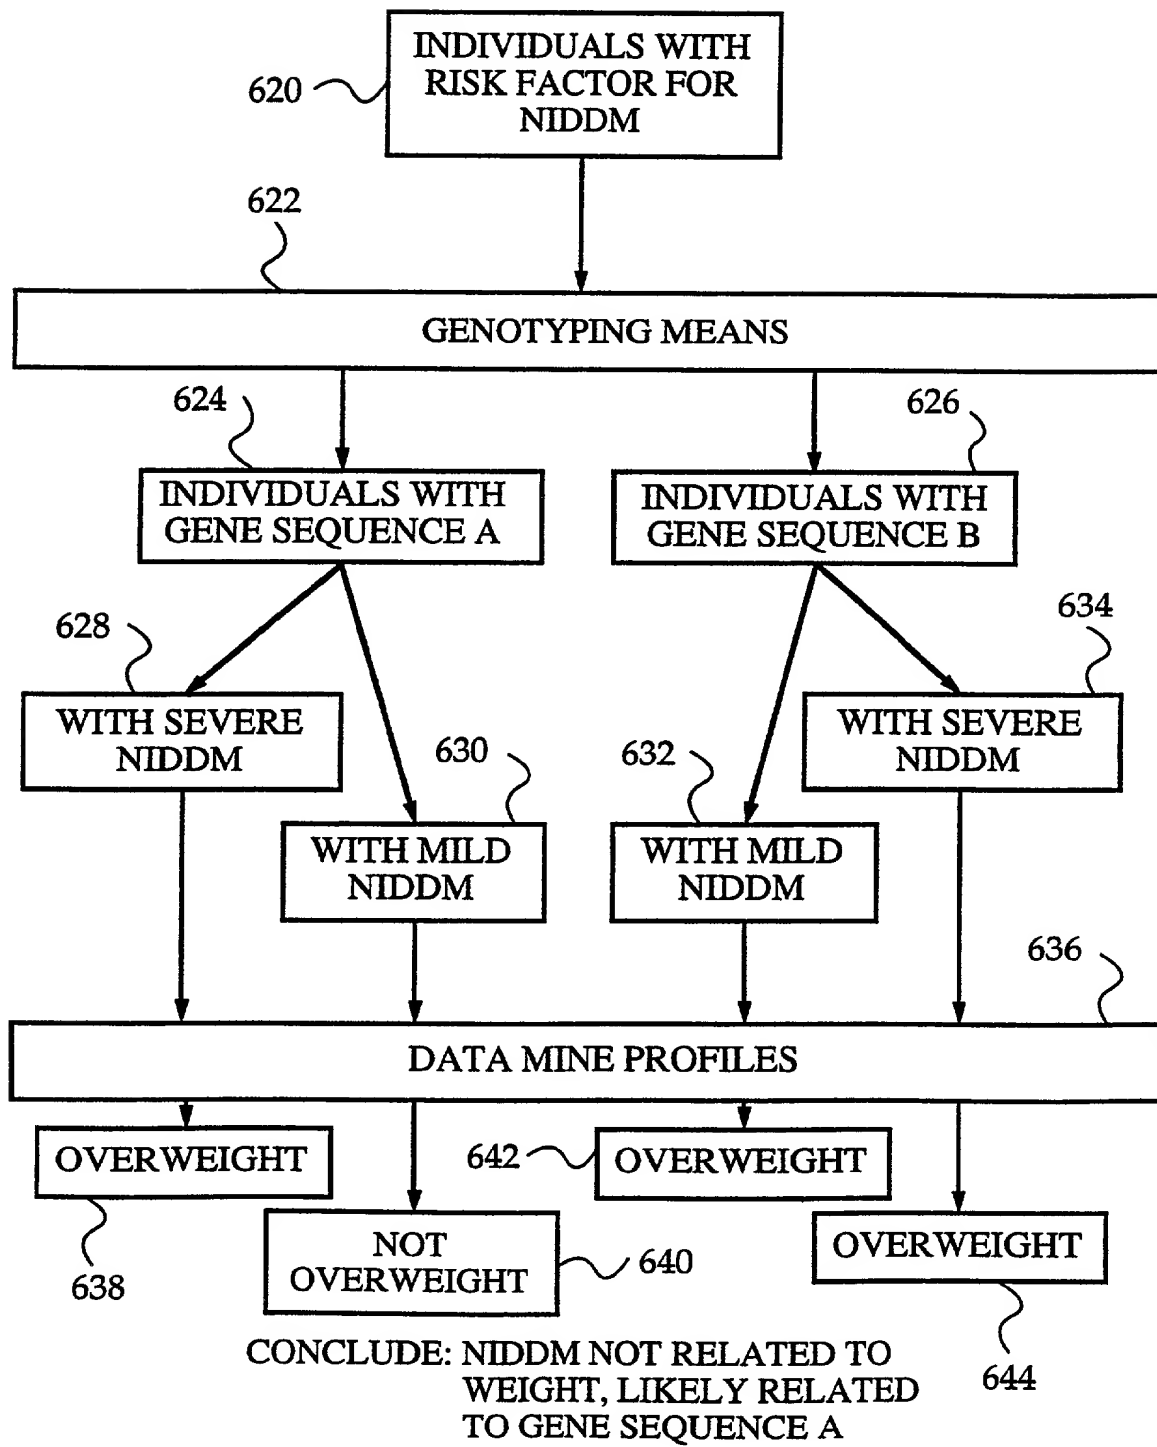 INDIVIDUALS WITH
RISK FACTOR FOR
NIDDM
620
622
GENOTYPING MEANS
624
626
INDIVIDUALS WITH
GENE SEQUENCE A
INDIVIDUALS WITH
GENE SEQUENCE B
628
634
WITH SEVERE
NIDDM
WITH SEVERE
NIDDM
630
632
WITH MILD
NIDDM
WITH MILD
NIDDM
636
DATA MINE PROFILES
OVERWEIGHT
642
OVERWEIGHT
638
NOT
OVERWEIGHT
640
OVERWEIGHT
644
CONCLUDE: NIDDM NOT RELATED TO
WEIGHT, LIKELY RELATED
TO GENE SEQUENCE A